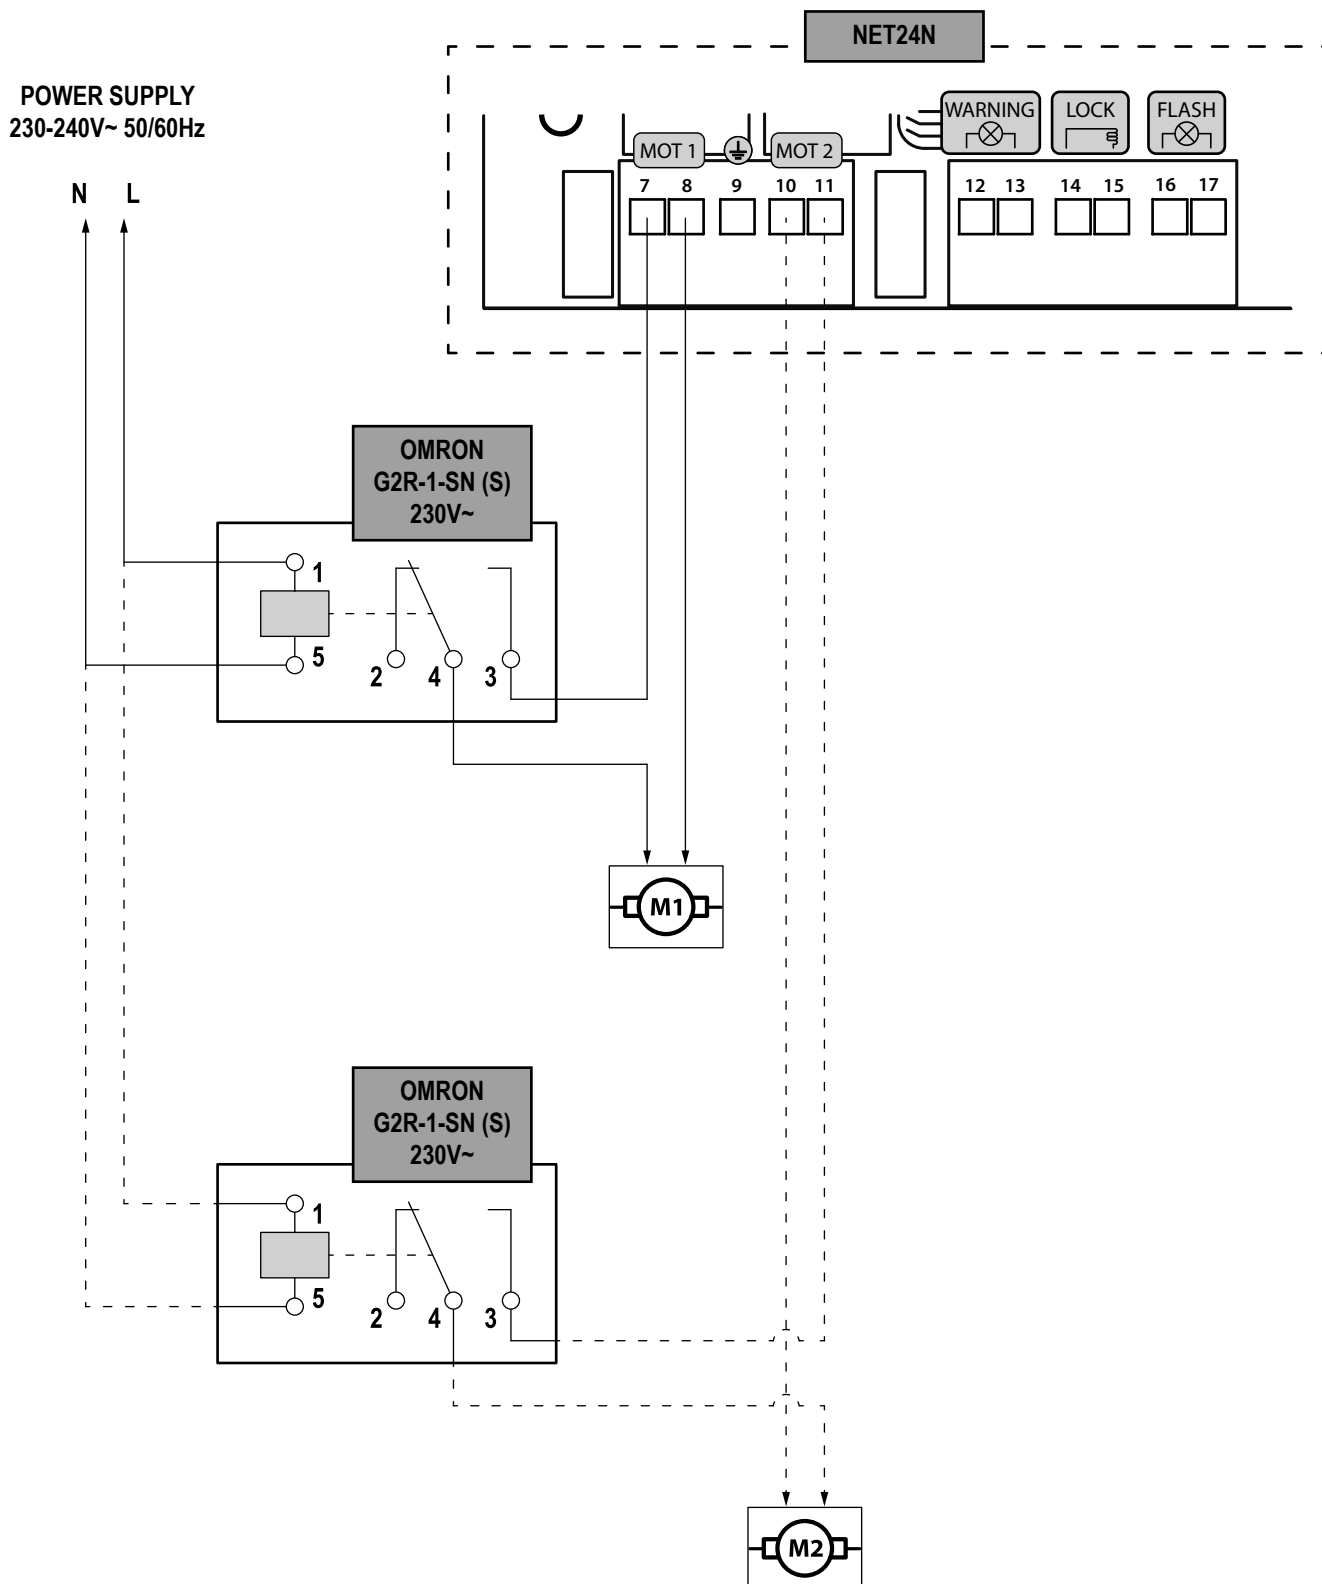 NET24N
POWER SUPPLY
230-240V~ 50/60Hz
N L
WARNING LOCK FLASH
MOT 1 MOT 2
7 8 9 10 11 12 13 14 15 16 17
OMRON
G2R-1-SN (S)
230V~
1
5
2 4 3
M1
OMRON
G2R-1-SN (S)
230V~
1
5
2 4 3
M2